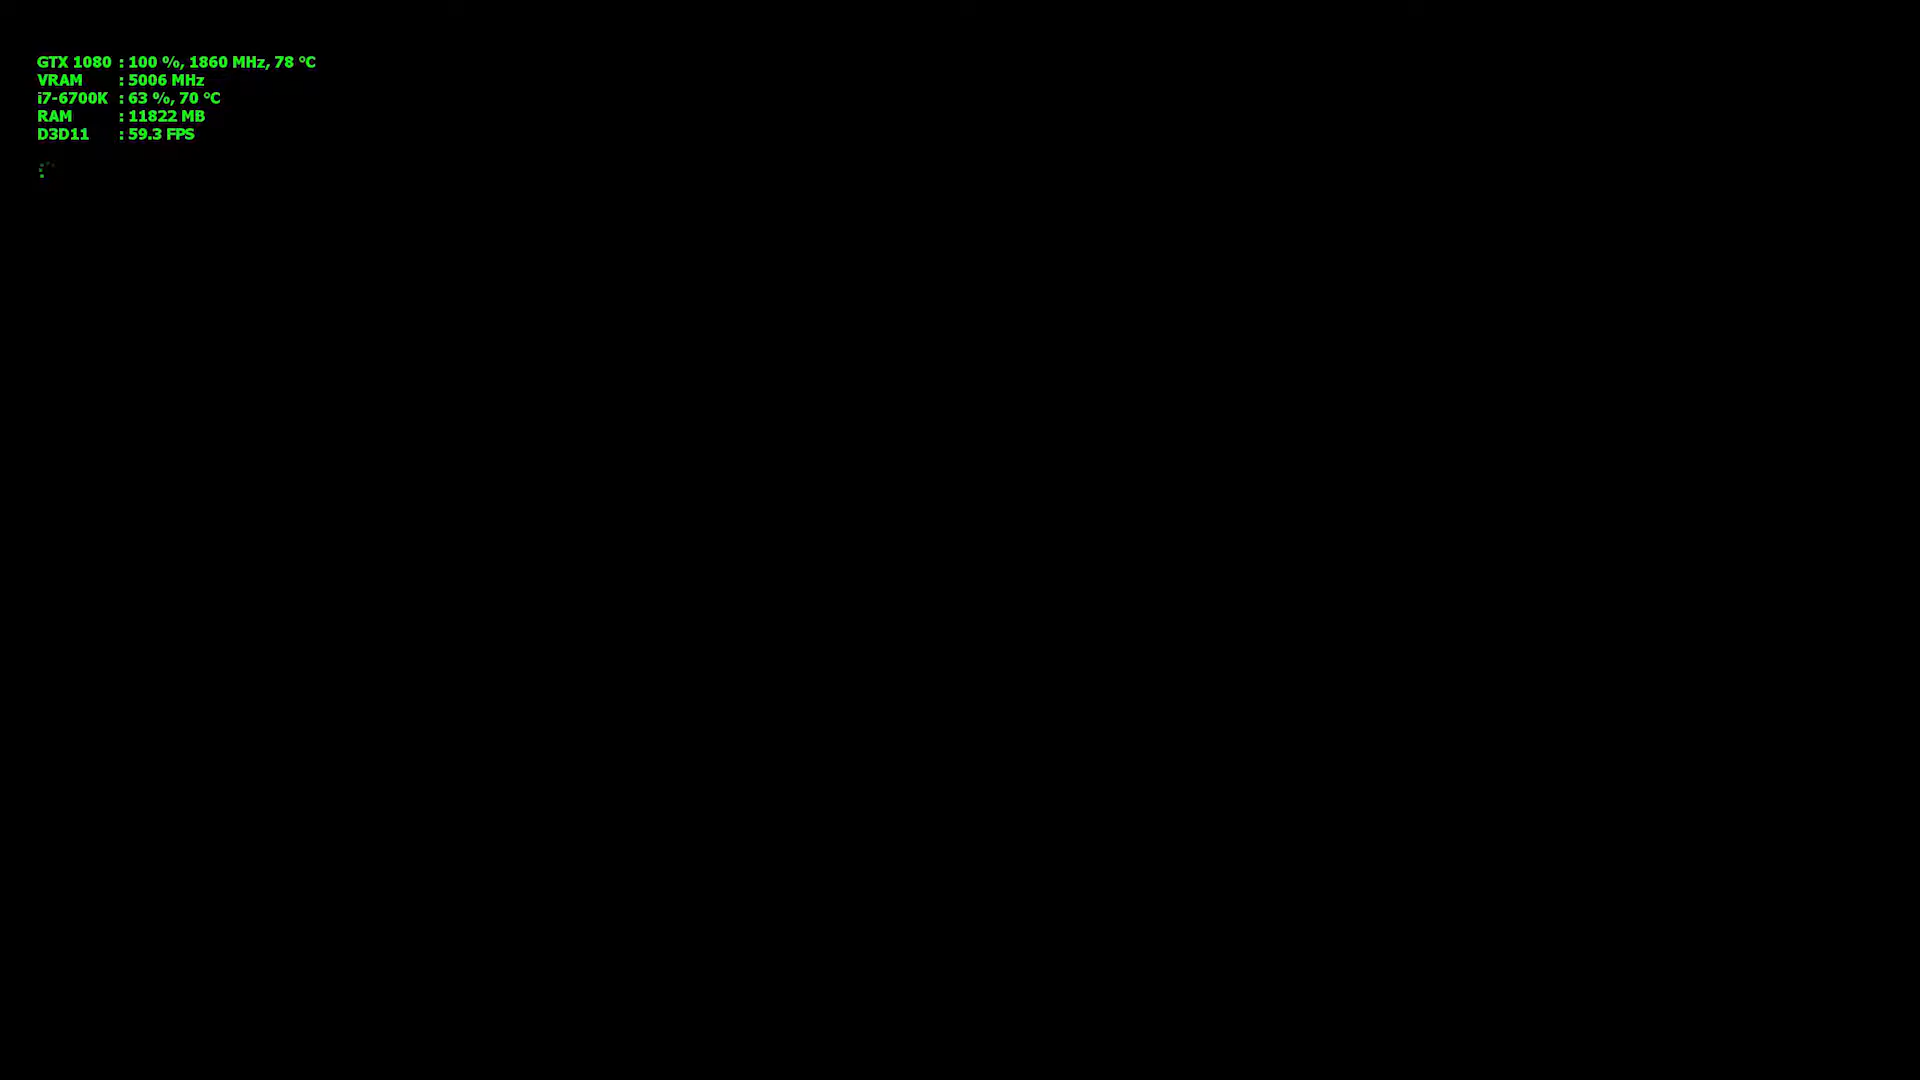 GTX 1080 : 100 %, 1860 MHz, 78 °C
VRAM : 5006 MHz
i7-6700K : 63 %, 70 °C
RAM : 11822 MB
D3D11 : 59.3 FPS